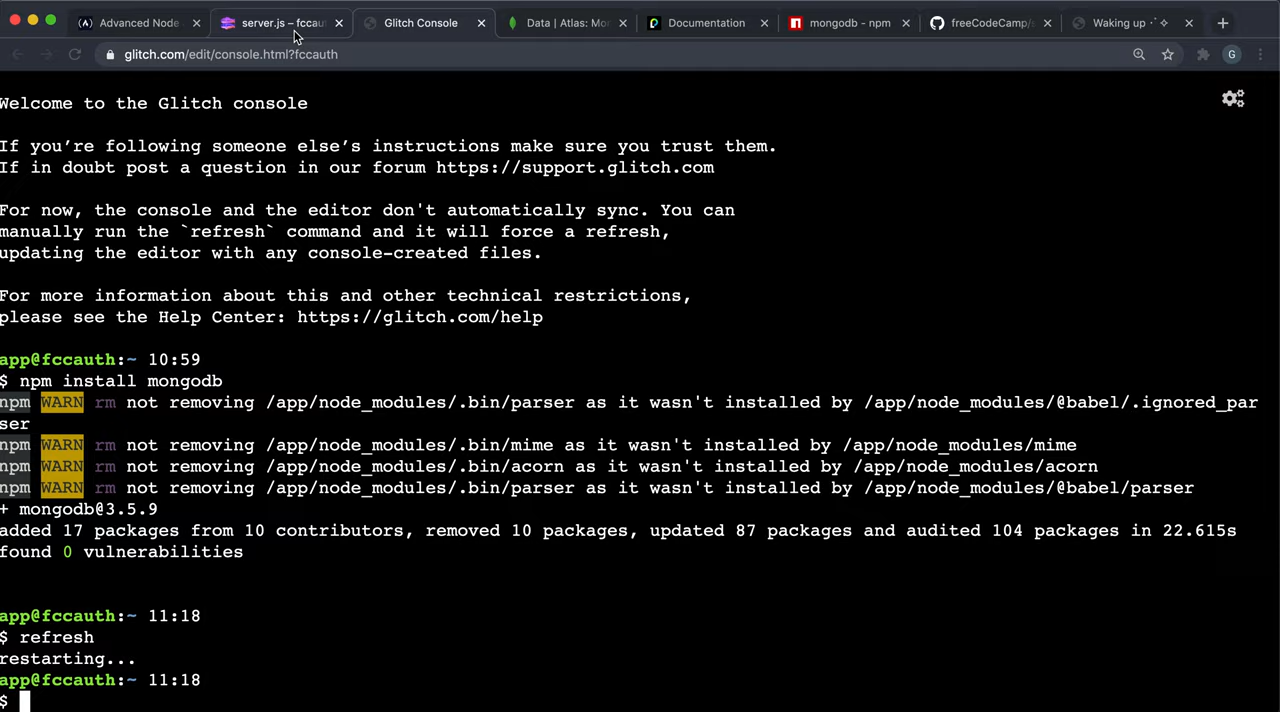 Advanced Node
server.js – fccau
Glitch Console
Data | Atlas: Mo
Documentation
mongodb - npm
freeCodeCamp/
Waking up
glitch.com/edit/console.html?fccauth
G
Welcome to the Glitch console
If you're following someone else's instructions make sure you trust them.
If in doubt post a question in our forum https://support.glitch.com
For now, the console and the editor don't automatically sync. You can
manually run the `refresh` command and it will force a refresh,
updating the editor with any console-created files.
For more information about this and other technical restrictions,
please see the Help Center: https://glitch.com/help
app@fccauth:~ 10:59
$ npm install mongodb
npm WARN rm not removing /app/node_modules/.bin/parser as it wasn't installed by /app/node_modules/@babel/.ignored_par
ser
npm WARN rm not removing /app/node_modules/.bin/mime as it wasn't installed by /app/node_modules/mime
npm WARN rm not removing /app/node_modules/.bin/acorn as it wasn't installed by /app/node_modules/acorn
npm WARN rm not removing /app/node_modules/.bin/parser as it wasn't installed by /app/node_modules/@babel/parser
+ mongodb@3.5.9
added 17 packages from 10 contributors, removed 10 packages, updated 87 packages and audited 104 packages in 22.615s
found 0 vulnerabilities
app@fccauth:~ 11:18
$ refresh
restarting...
app@fccauth:~ 11:18
$